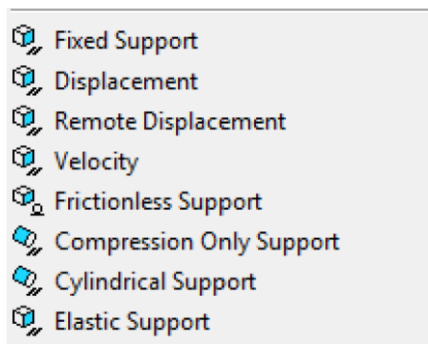 Fixed Support
Displacement
Remote Displacement
Velocity
Frictionless Support
Compression Only Support
Cylindrical Support
Elastic Support